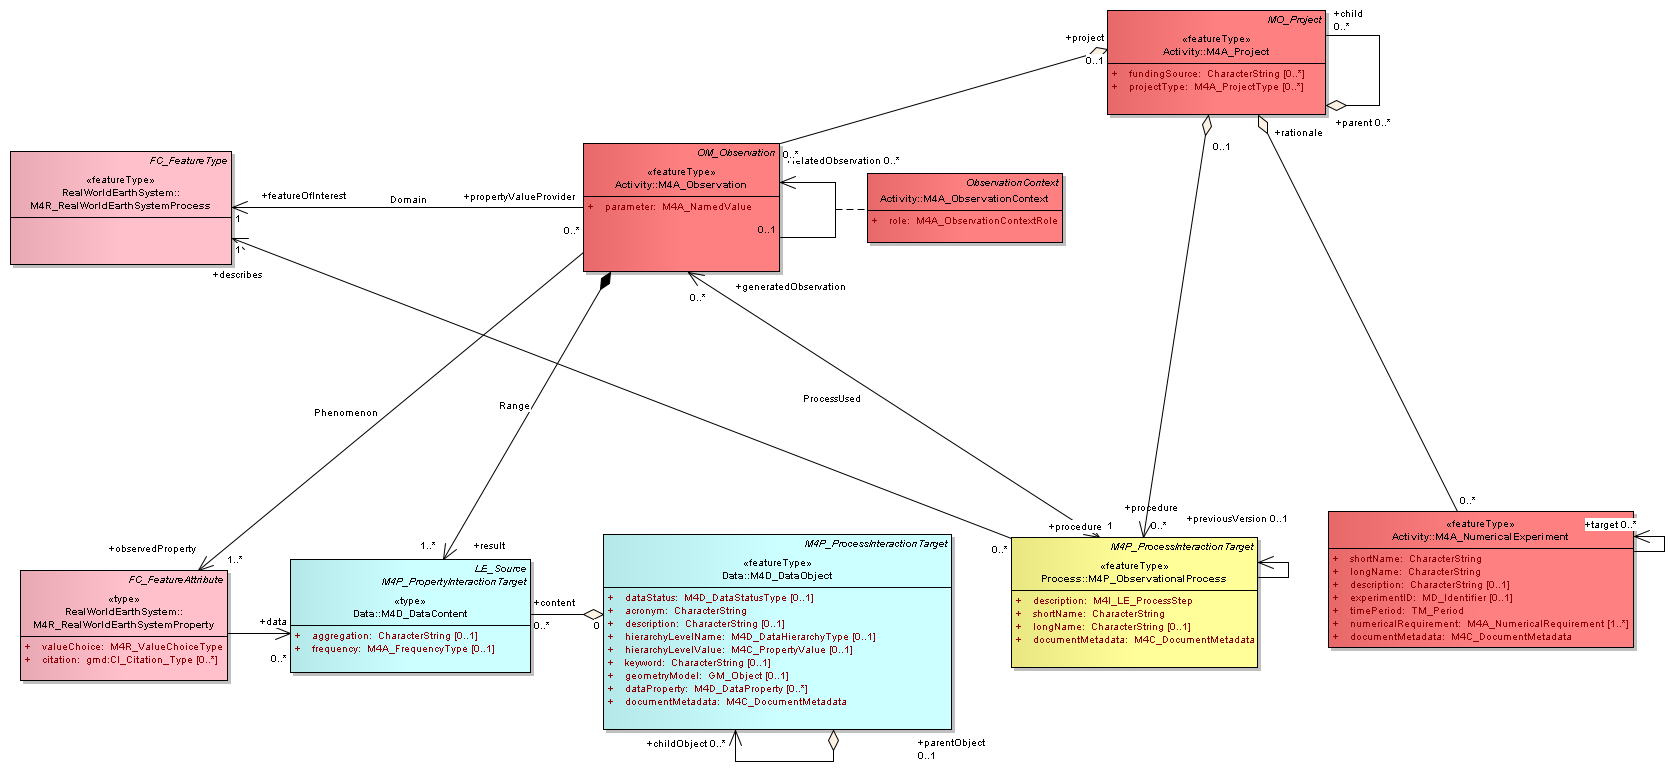 MO_Project
«featureType»
Activity::M4A_Project
+ fundingSource: CharacterString [0..*]
+ projectType: M4A_ProjectType [0..*]
+child
0..*
+parent 0..*
+project
0..1
0..1
+rationale
OM_Observation
«featureType»
Activity::M4A_Observation
+ parameter: M4A_NamedValue
0..*
0..*
0..1
ObservationContext
Activity::M4A_ObservationContext
+ role: M4A_ObservationContextRole
FC_FeatureType
«featureType»
RealWorldEarthSystem::
M4R_RealWorldEarthSystemProcess
+featureOfInterest
Domain
+propertyValueProvider
1
0..*
1
+describes
0..*
+generatedObservation
Phenomenon
Range
ProcessUsed
+observedProperty
1..*
1..*
+result
+procedure 1
+procedure
0..*
+previousVersion 0..1
0..*
0..*
FC_FeatureAttribute
«type»
RealWorldEarthSystem::
M4R_RealWorldEarthSystemProperty
+ valueChoice: M4R_ValueChoiceType
+ citation: gmd:CI_Citation_Type [0..*]
+data
0..*
LE_Source
M4P_PropertyInteractionTarget
«type»
Data::M4D_DataContent
+ aggregation: CharacterString [0..1]
+ frequency: M4A_FrequencyType [0..1]
+content
0..*
0
M4P_ProcessInteractionTarget
«featureType»
Data::M4D_DataObject
+ dataStatus: M4D_DataStatusType [0..1]
+ acronym: CharacterString
+ description: CharacterString [0..1]
+ hierarchyLevelName: M4D_DataHierarchyType [0..1]
+ hierarchyLevelValue: M4C_PropertyValue [0..1]
+ keyword: CharacterString [0..1]
+ geometryModel: GM_Object [0..1]
+ dataProperty: M4D_DataProperty [0..*]
+ documentMetadata: M4C_DocumentMetadata
+childObject 0..*
+parentObject
0..1
M4P_ProcessInteractionTarget
«featureType»
Process::M4P_ObservationalProcess
+ description: M4I_LE_ProcessStep
+ shortName: CharacterString
+ longName: CharacterString [0..1]
+ documentMetadata: M4C_DocumentMetadata
«featureType»
Activity::M4A_NumericalExperiment
+target 0..*
+ shortName: CharacterString
+ longName: CharacterString
+ description: CharacterString [0..1]
+ experimentID: MD_Identifier [0..1]
+ timePeriod: TM_Period
+ numericalRequirement: M4A_NumericalRequirement [1..*]
+ documentMetadata: M4C_DocumentMetadata